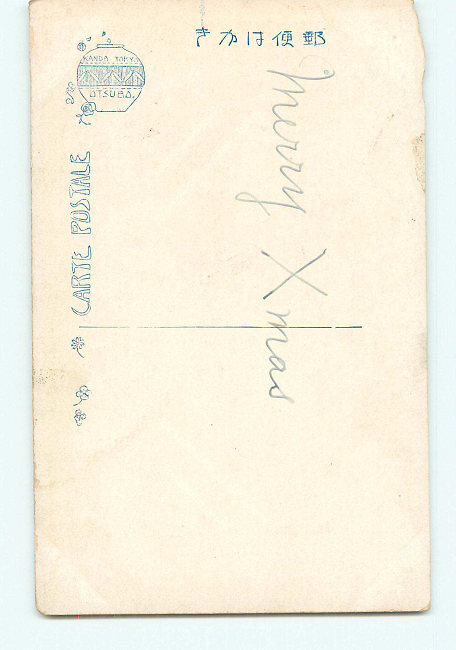 郵便はかき
KANDA TOKYO
OTSUBO.
CARTE POSTALE
Merry Xmas